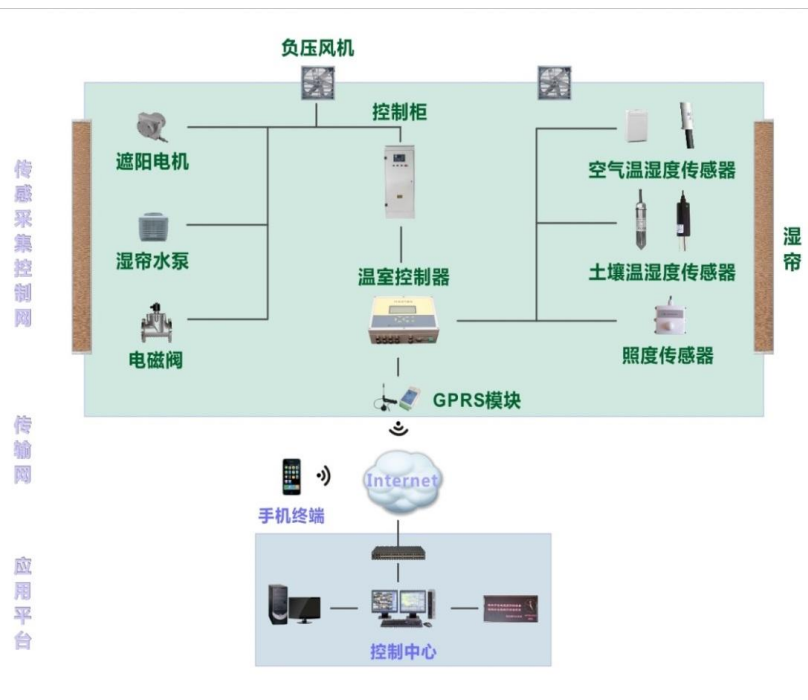 负压风机
控制柜
遮阳电机
空气温湿度传感器
传感采集控制网
湿帘
湿帘水泵
温室控制器
土壤温湿度传感器
电磁阀
照度传感器
GPRS模块
传输网
Internet
手机终端
应用平台
控制中心